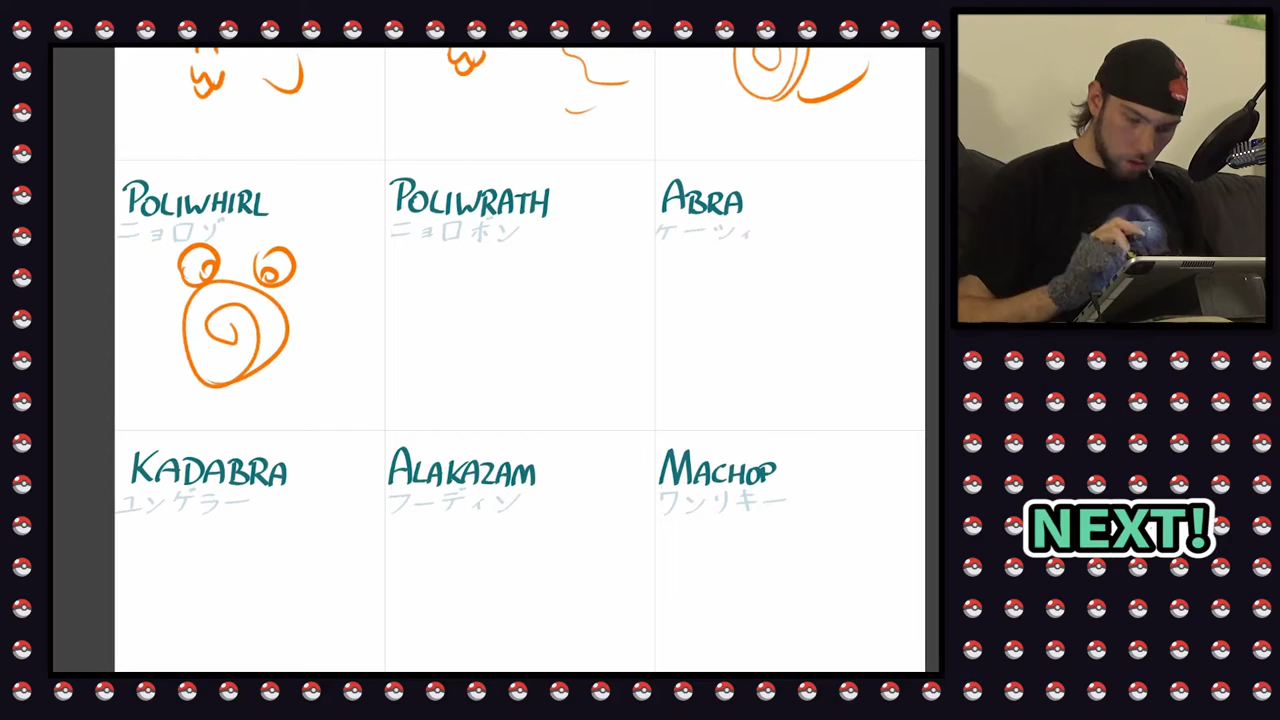 POLIWHIRL
ニョロゾ
POLIWRATH
ニョロボン
ABRA
ケーシィ
KADABRA
ユンゲラー
ALAKAZAM
フーディン
MACHOP
ワンリキー
NEXT!